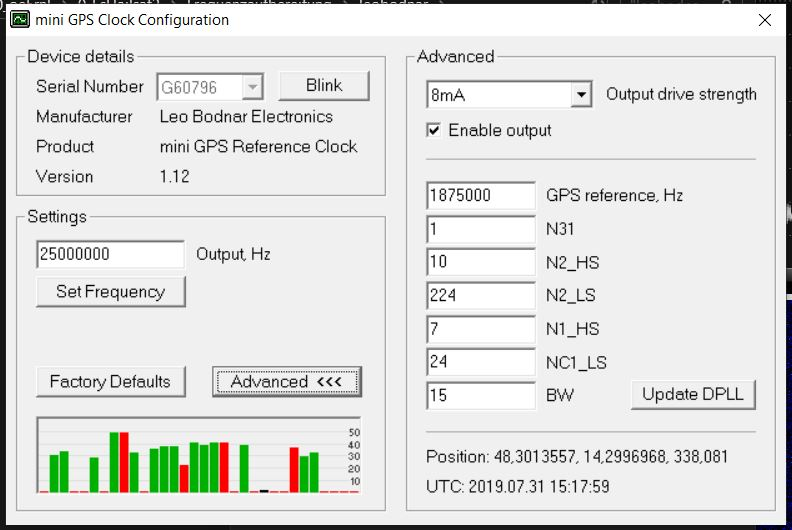 mini GPS Clock Configuration
Device details
Serial Number G60796 Blink
Manufacturer Leo Bodnar Electronics
Product mini GPS Reference Clock
Version 1.12
Settings
25000000 Output, Hz
Set Frequency
Factory Defaults Advanced <<<
50
40
30
20
10
Advanced
8mA Output drive strength
Enable output
1875000 GPS reference, Hz
1 N31
10 N2_HS
224 N2_LS
7 N1_HS
24 NC1_LS
15 BW Update DPLL
Position: 48,3013557, 14,2996968, 338,081
UTC: 2019.07.31 15:17:59